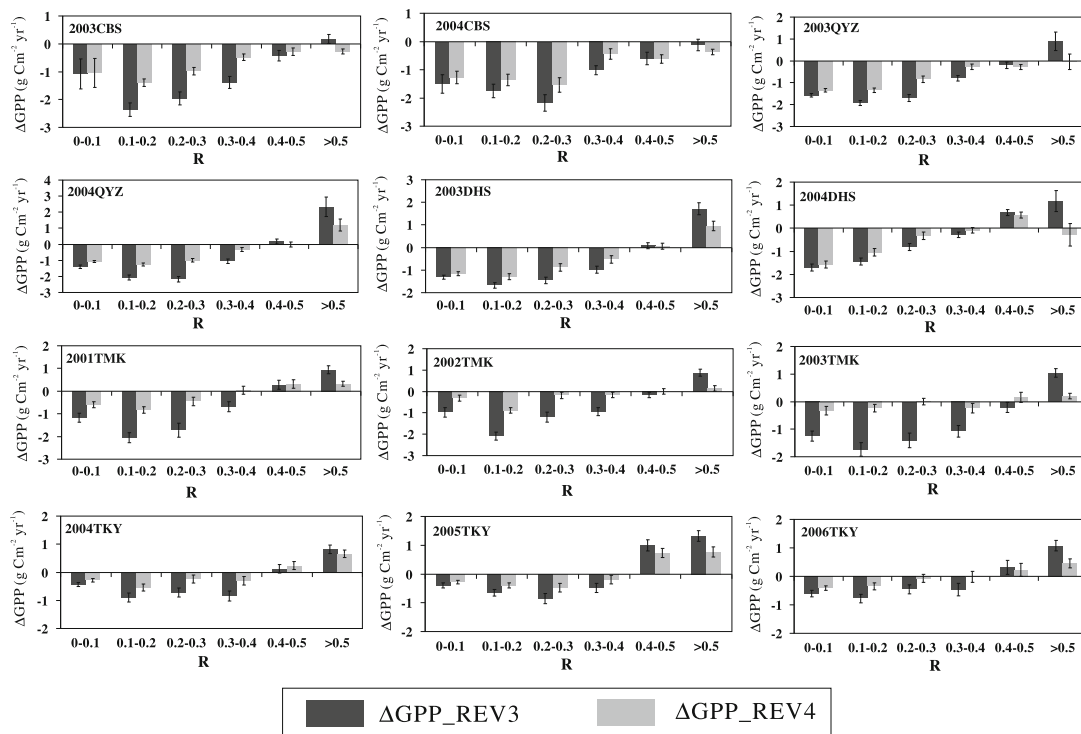 2003CBS
ΔGPP (g Cm⁻² yr⁻¹)
1
0
-1
-2
-3
0-0.1 0.1-0.2 0.2-0.3 0.3-0.4 0.4-0.5 >0.5
R
2004CBS
ΔGPP (g Cm⁻² yr⁻¹)
1
0
-1
-2
-3
0-0.1 0.1-0.2 0.2-0.3 0.3-0.4 0.4-0.5 >0.5
R
2003QYZ
ΔGPP (g Cm⁻² yr⁻¹)
2
1
0
-1
-2
-3
0-0.1 0.1-0.2 0.2-0.3 0.3-0.4 0.4-0.5 >0.5
R
2004QYZ
ΔGPP (g Cm⁻² yr⁻¹)
4
3
2
1
0
-1
-2
-3
0-0.1 0.1-0.2 0.2-0.3 0.3-0.4 0.4-0.5 >0.5
R
2003DHS
ΔGPP (g Cm⁻² yr⁻¹)
3
2
1
0
-1
-2
0-0.1 0.1-0.2 0.2-0.3 0.3-0.4 0.4-0.5 >0.5
R
2004DHS
ΔGPP (g Cm⁻² yr⁻¹)
2
1
0
-1
-2
-3
0-0.1 0.1-0.2 0.2-0.3 0.3-0.4 0.4-0.5 >0.5
R
2001TMK
ΔGPP (g Cm⁻² yr⁻¹)
2
1
0
-1
-2
-3
0-0.1 0.1-0.2 0.2-0.3 0.3-0.4 0.4-0.5 >0.5
R
2002TMK
ΔGPP (g Cm⁻² yr⁻¹)
2
1
0
-1
-2
-3
0-0.1 0.1-0.2 0.2-0.3 0.3-0.4 0.4-0.5 >0.5
R
2003TMK
ΔGPP (g Cm⁻² yr⁻¹)
2
1
0
-1
-2
0-0.1 0.1-0.2 0.2-0.3 0.3-0.4 0.4-0.5 >0.5
R
2004TKY
ΔGPP (g Cm⁻² yr⁻¹)
2
1
0
-1
-2
0-0.1 0.1-0.2 0.2-0.3 0.3-0.4 0.4-0.5 >0.5
R
2005TKY
ΔGPP (g Cm⁻² yr⁻¹)
2
1
0
-1
-2
0-0.1 0.1-0.2 0.2-0.3 0.3-0.4 0.4-0.5 >0.5
R
2006TKY
ΔGPP (g Cm⁻² yr⁻¹)
2
1
0
-1
-2
0-0.1 0.1-0.2 0.2-0.3 0.3-0.4 0.4-0.5 >0.5
R
ΔGPP_REV3 ΔGPP_REV4